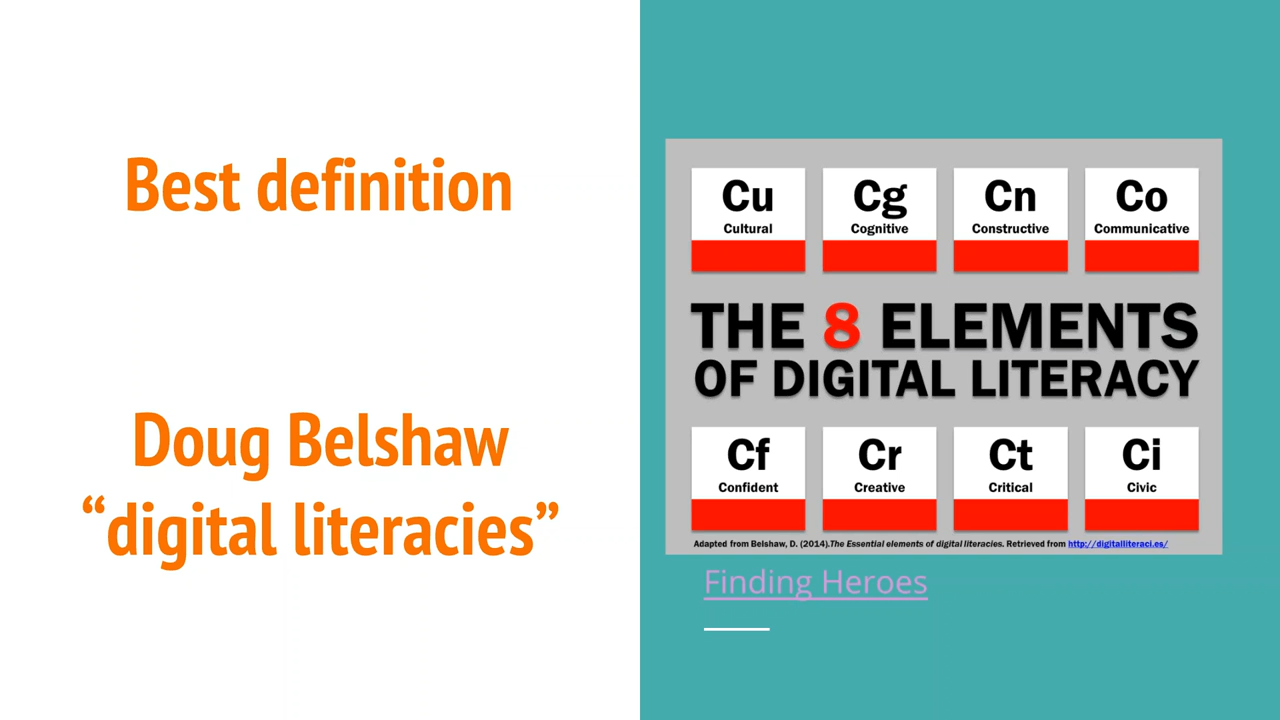 Best definition
Doug Belshaw
“digital literacies”
Cu
Cultural
Cg
Cognitive
Cn
Constructive
Co
Communicative
THE 8 ELEMENTS
OF DIGITAL LITERACY
Cf
Confident
Cr
Creative
Ct
Critical
Ci
Civic
Adapted from Belshaw, D. (2014).The Essential elements of digital literacies. Retrieved from http://digitalliteraci.es/
Finding Heroes